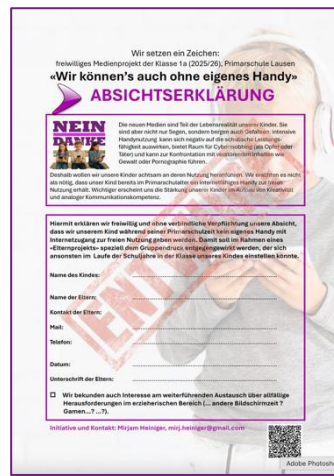 Wir setzen ein Zeichen:
freiwilliges Medienprojekt der Klasse 1a (2025/26), Primarschule Lausen
«Wir können's auch ohne eigenes Handy»
ABSICHTSERKLÄRUNG
NEIN
DANKE
Die neuen Medien sind Teil der Lebensrealität unserer Kinder. Sie
sind aber nicht nur Segen, sondern bergen auch Gefahren: intensive
Handynutzung kann sich negativ auf die schulische Leistungs-
fähigkeit auswirken, bietet Raum für Cybermobbing (als Opfer oder
Täter) und kann zur Konfrontation mit verstörenden Inhalten wie
Gewalt oder Pornographie führen.
Deshalb wollen wir unsere Kinder achtsam an deren Nutzung heranführen. Wir erachten es nicht
als nötig, dass unser Kind bereits im Primarschulalter ein internetfähiges Handy zur freien
Nutzung erhält. Wichtiger erscheint uns die Stärkung unserer Kinder im Aufbau von Kreativität
und analoger Kommunikationskompetenz.
Hiermit erklären wir freiwillig und ohne verbindliche Verpflichtung unsere Absicht,
dass wir unserem Kind während seiner Primarschulzeit kein eigenes Handy mit
Internetzugang zur freien Nutzung geben werden. Damit soll im Rahmen eines
«Elternprojekts» speziell dem Gruppendruck entgegengewirkt werden, der sich
ansonsten im Laufe der Schuljahre in der Klasse unseres Kindes einstellen könnte.
Name des Kindes:
Name der Eltern:
Kontakt der Eltern:
Mail:
Telefon:
Datum:
Unterschrift der Eltern:
Wir bekunden auch Interesse am weiterführenden Austausch über allfällige
Herausforderungen im erzieherischen Bereich (... andere Bildschirmzeit ?
Gamen...? ...?).
Initiative und Kontakt: Mirjam Heiniger, mirj.heiniger@gmail.com
ENTWURF